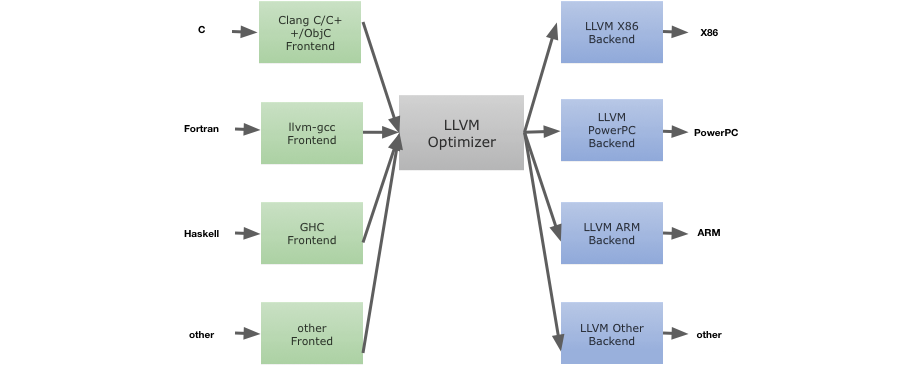 C
Clang C/C+
+/ObjC
Frontend
LLVM X86
Backend
X86
Fortran
llvm-gcc
Frontend
LLVM
Optimizer
LLVM
PowerPC
Backend
PowerPC
Haskell
GHC
Frontend
LLVM ARM
Backend
ARM
other
other
Fronted
LLVM Other
Backend
other